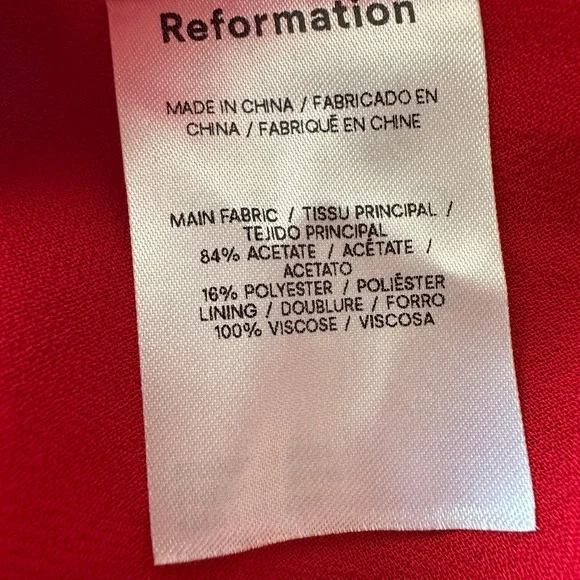 Reformation
MADE IN CHINA / FABRICADO EN
CHINA / FABRIQUÉ EN CHINE
MAIN FABRIC / TISSU PRINCIPAL /
TEJIDO PRINCIPAL
84% ACETATE / ACÉTATE /
ACETATO
16% POLYESTER / POLIÉSTER
LINING / DOUBLURE / FORRO
100% VISCOSE / VISCOSA